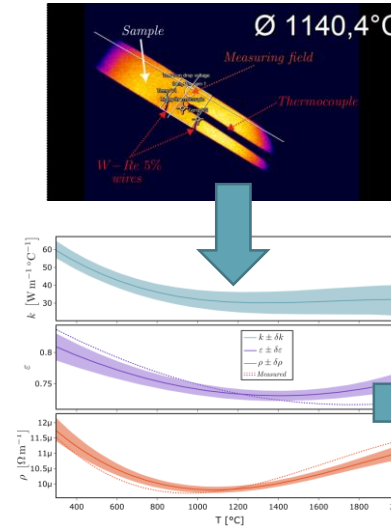 Ø 1140,4°C
Sample
Measuring field
Thermocouple
W − Re 5%
wires
k [W m⁻¹ °C⁻¹]
60
50
40
30
ε
0.8
0.75
k ± δk
ε ± δε
ρ ± δρ
Measured
ρ [Ω m⁻¹]
12μ
11.5μ
11μ
10.5μ
10μ
400 600 800 1000 1200 1400 1600 1800
T [°C]